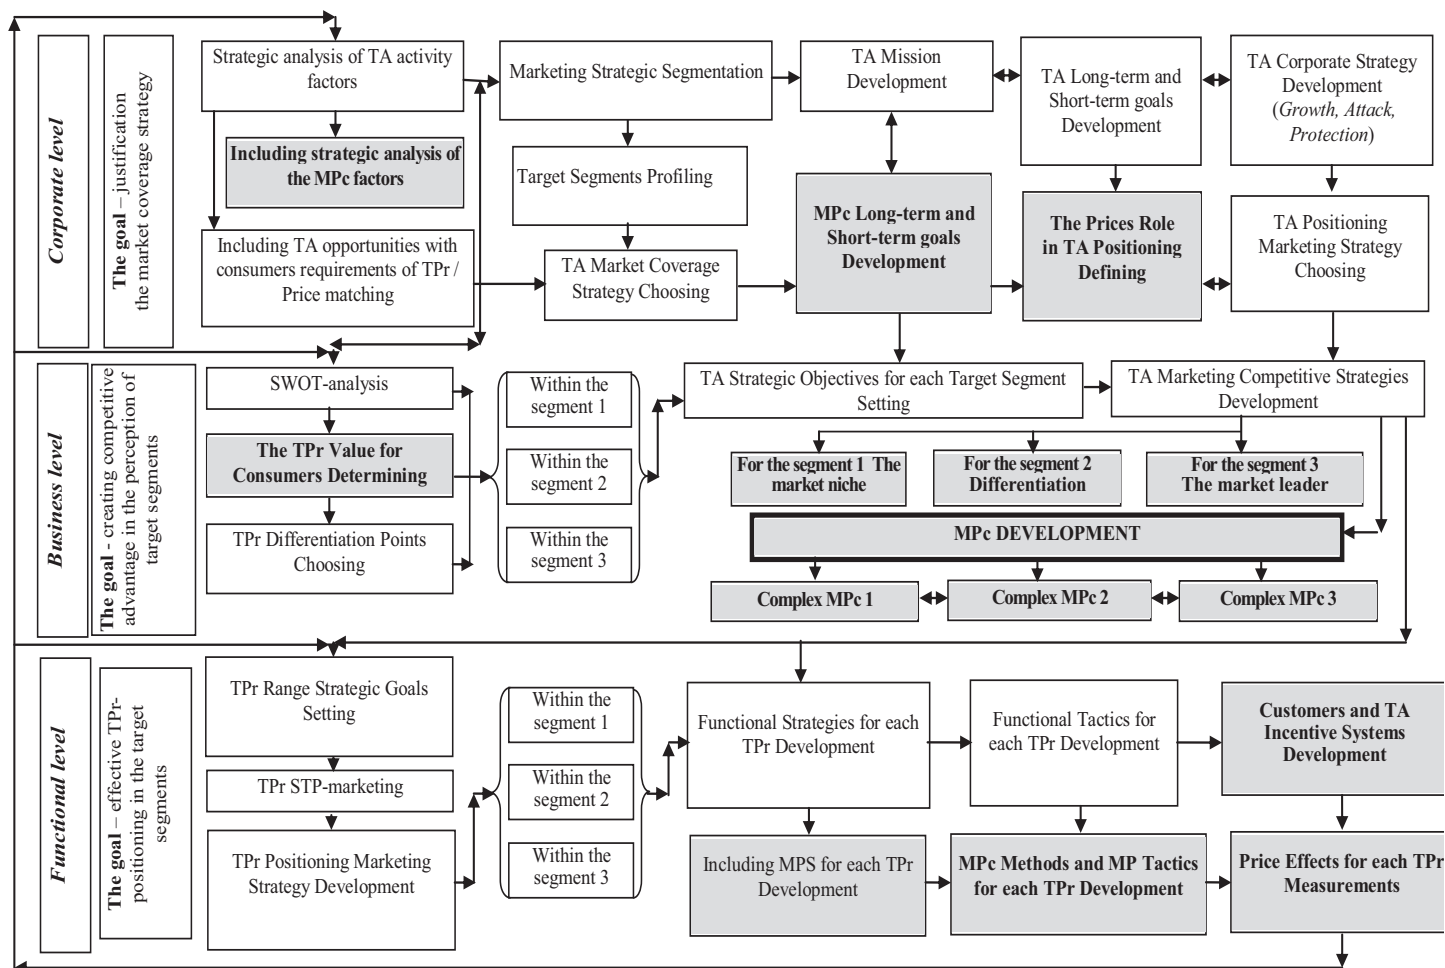 Corporate level
The goal – justification
the market coverage strategy
Strategic analysis of TA activity
factors
Including strategic analysis of
the MPc factors
Including TA opportunities with
consumers requirements of TPr /
Price matching
Marketing Strategic Segmentation
Target Segments Profiling
TA Market Coverage
Strategy Choosing
TA Mission
Development
MPc Long-term and
Short-term goals
Development
TA Long-term and
Short-term goals
Development
The Prices Role
in TA Positioning
Defining
TA Corporate Strategy
Development
(Growth, Attack,
Protection)
TA Positioning
Marketing Strategy
Choosing
Business level
The goal - creating competitive
advantage in the perception of
target segments
SWOT-analysis
The TPr Value for
Consumers Determining
TPr Differentiation Points
Choosing
Within the
segment 1
Within the
segment 2
Within the
segment 3
TA Strategic Objectives for each Target Segment
Setting
TA Marketing Competitive Strategies
Development
For the segment 1 The
market niche
For the segment 2
Differentiation
For the segment 3
The market leader
MPc DEVELOPMENT
Complex MPc 1
Complex MPc 2
Complex MPc 3
Functional level
The goal – effective TPr-
positioning in the target
segments
TPr Range Strategic Goals
Setting
TPr STP-marketing
TPr Positioning Marketing
Strategy Development
Within the
segment 1
Within the
segment 2
Within the
segment 3
Functional Strategies for each
TPr Development
Including MPS for each TPr
Development
Functional Tactics for
each TPr Development
MPc Methods and MP Tactics
for each TPr Development
Customers and TA
Incentive Systems
Development
Price Effects for each TPr
Measurements